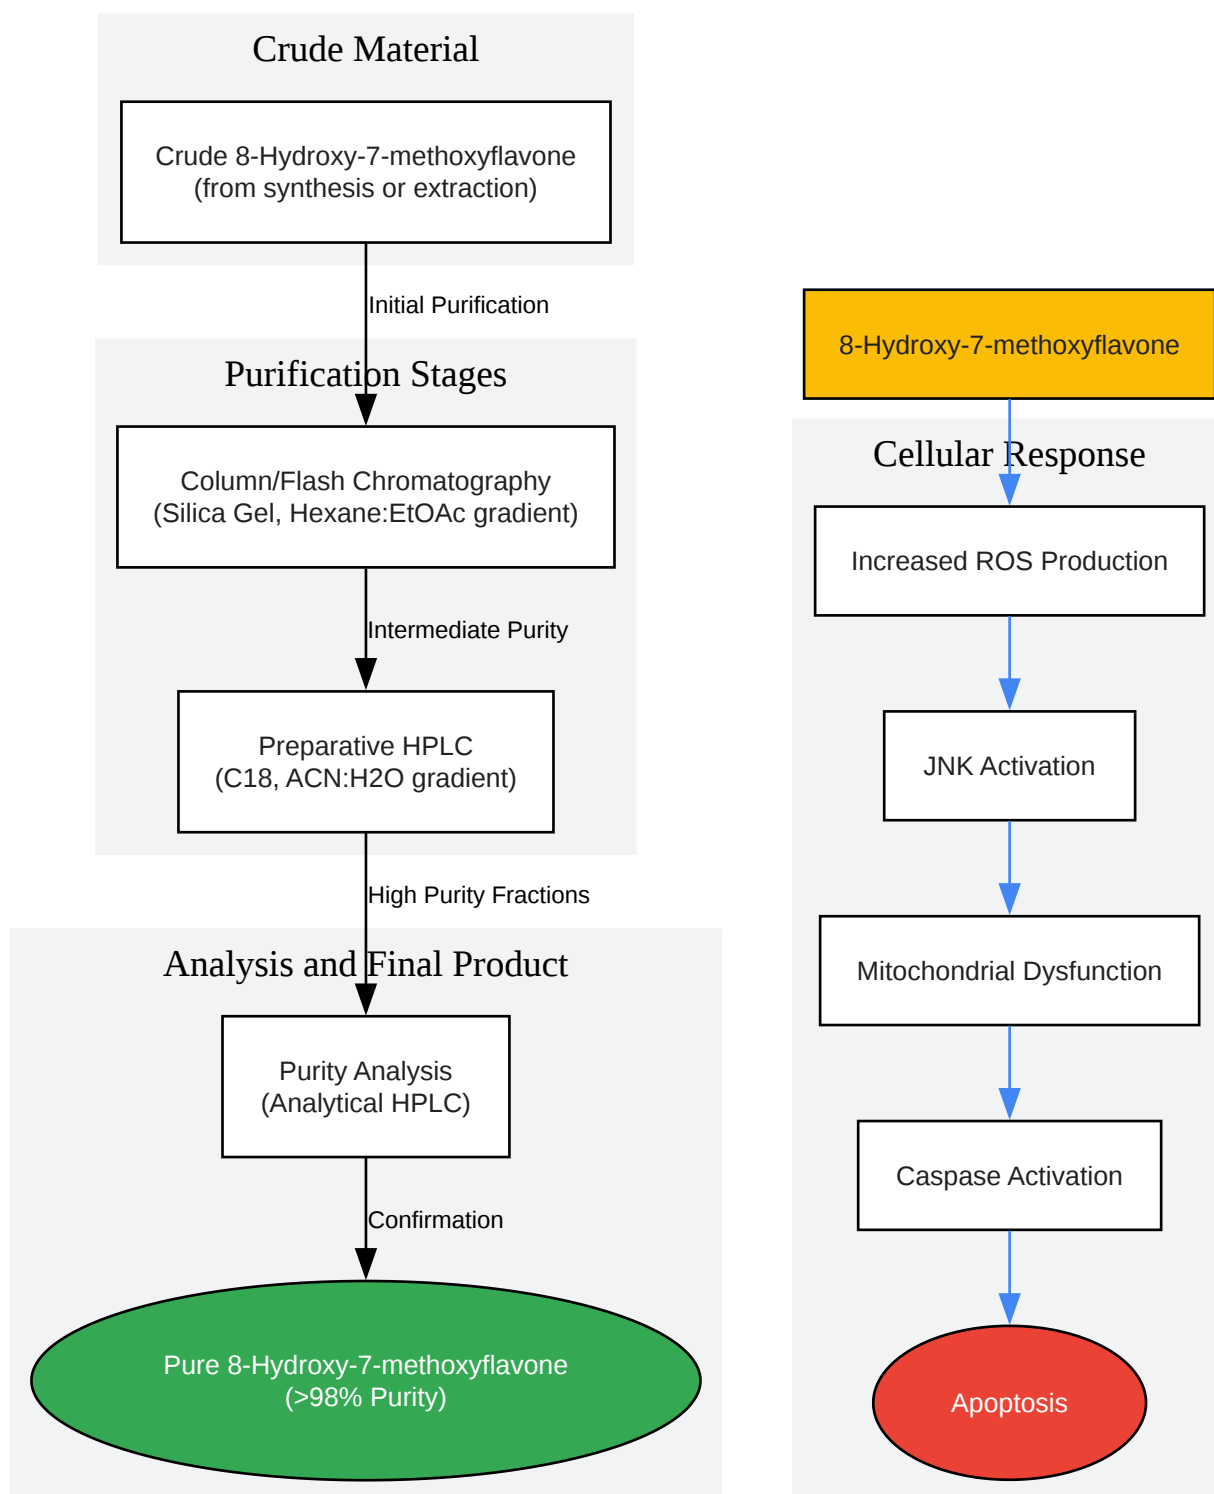 Crude Material
Crude 8-Hydroxy-7-methoxyflavone
(from synthesis or extraction)
Initial Purification
Purification Stages
Column/Flash Chromatography
(Silica Gel, Hexane:EtOAc gradient)
Intermediate Purity
Preparative HPLC
(C18, ACN:H2O gradient)
High Purity Fractions
Analysis and Final Product
Purity Analysis
(Analytical HPLC)
Confirmation
Pure 8-Hydroxy-7-methoxyflavone
(>98% Purity)
8-Hydroxy-7-methoxyflavone
Cellular Response
Increased ROS Production
JNK Activation
Mitochondrial Dysfunction
Caspase Activation
Apoptosis